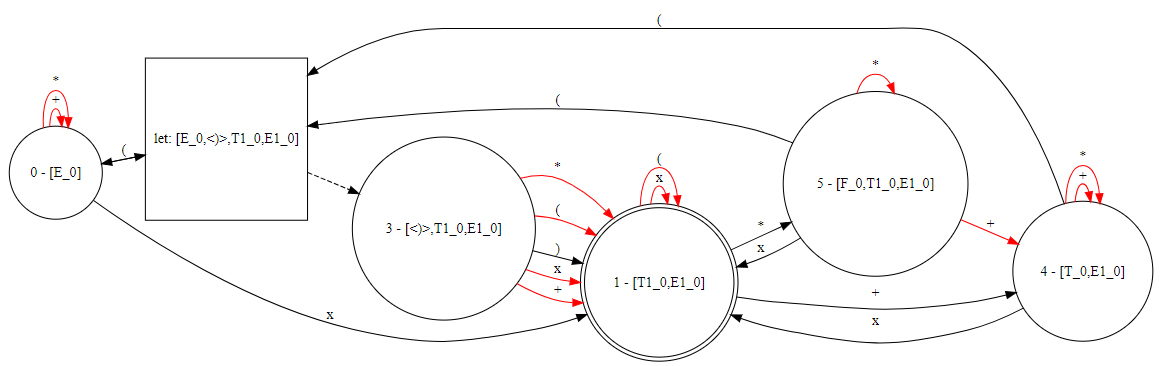 (
*
+
0 - [E_0]
(
let: [E_0,<)>,T1_0,E1_0]
(
*
5 - [F_0,T1_0,E1_0]
*
+
4 - [T_0,E1_0]
3 - [<)>,T1_0,E1_0]
*
(
)
x
+
(
x
1 - [T1_0,E1_0]
*
x
+
+
x
x